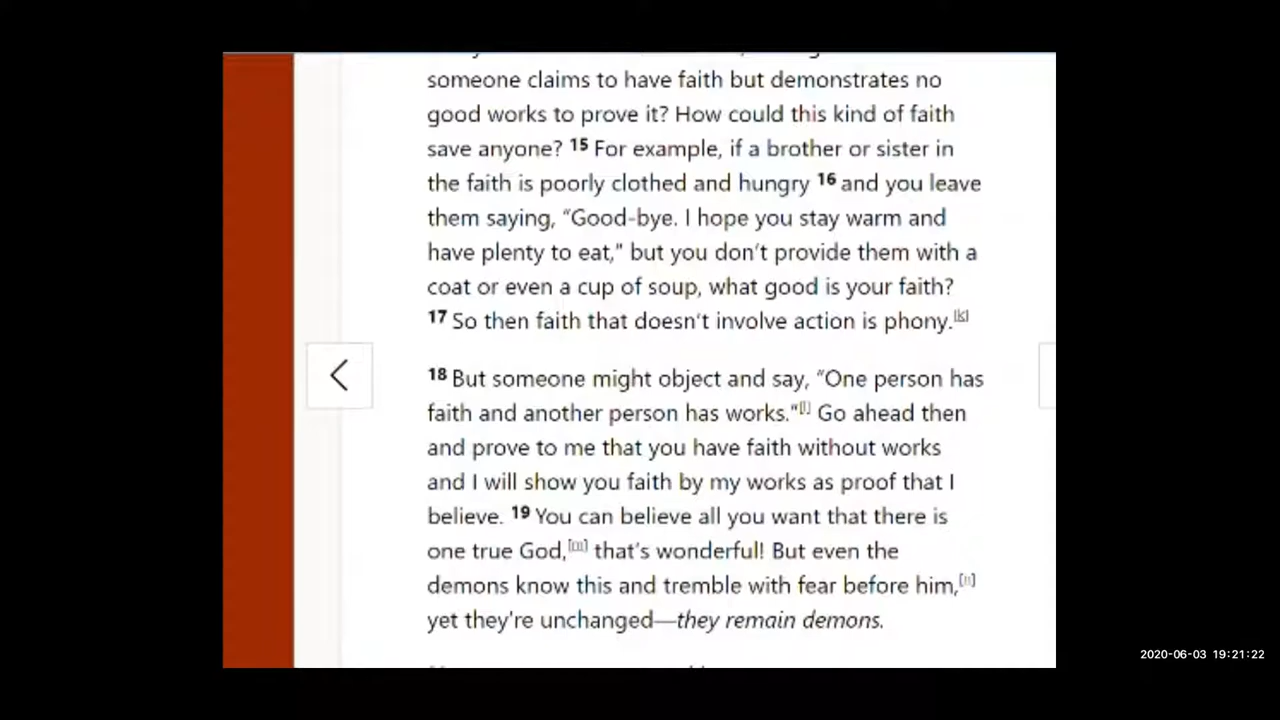 someone claims to have faith but demonstrates no
good works to prove it? How could this kind of faith
save anyone? 15 For example, if a brother or sister in
the faith is poorly clothed and hungry 16 and you leave
them saying, “Good-bye. I hope you stay warm and
have plenty to eat,” but you don’t provide them with a
coat or even a cup of soup, what good is your faith?
17 So then faith that doesn’t involve action is phony.[k]
18 But someone might object and say, “One person has
faith and another person has works.”[l] Go ahead then
and prove to me that you have faith without works
and I will show you faith by my works as proof that I
believe. 19 You can believe all you want that there is
one true God,[m] that’s wonderful! But even the
demons know this and tremble with fear before him,[n]
yet they're unchanged—they remain demons.
2020-06-03 19:21:22